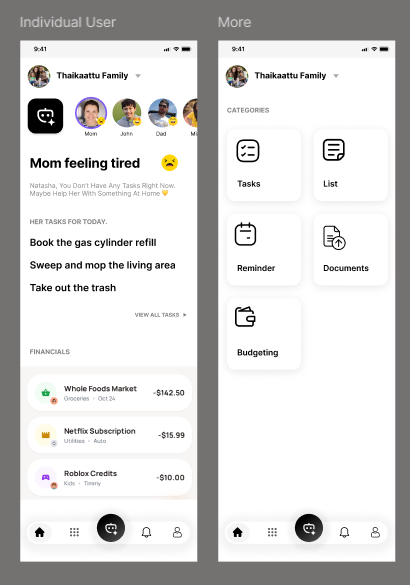 Individual User
9:41
Thaikaattu Family
Mom
John
Dad
Mom feeling tired
Natasha, You Don't Have Any Tasks Right Now.
Maybe Help Her With Something At Home
HER TASKS FOR TODAY.
Book the gas cylinder refill
Sweep and mop the living area
Take out the trash
VIEW ALL TASKS
FINANCIALS
Whole Foods Market
Groceries • Oct 24
-$142.50
Netflix Subscription
Utilities • Auto
-$15.99
Roblox Credits
Kids • Timmy
-$10.00
More
9:41
Thaikaattu Family
CATEGORIES
Tasks
List
Reminder
Documents
Budgeting